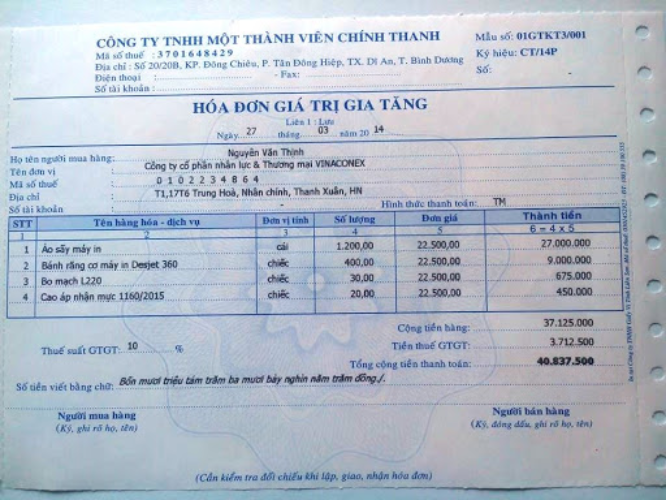 CÔNG TY TNHH MỘT THÀNH VIÊN CHÍNH THANH
Mẫu số: 01GTKT3/001
Mã số thuế : 3701648429
Ký hiệu: CT/14P
Địa chỉ : Số 20/20B, KP. Đông Chiêu, P. Tân Đông Hiệp, TX. Dĩ An, T. Bình Dương
Số:
Điện thoại : - Fax:
Số tài khoản :
HÓA ĐƠN GIÁ TRỊ GIA TĂNG
Liên 1 : Lưu
Ngày 27 tháng 03 năm 20 14
Họ tên người mua hàng: Nguyễn Văn Thịnh
Tên đơn vị : Công ty cổ phần nhân lực & Thương mại VINACONEX
Mã số thuế : 0 1 0 2 2 3 4 8 6 4
Địa chỉ : T1,17T6 Trung Hoà, Nhân chính, Thanh Xuân, HN
Số tài khoản : - Hình thức thanh toán: TM
STT Tên hàng hóa - dịch vụ Đơn vị tính Số lượng Đơn giá Thành tiền
1 2 3 4 5 6 = 4 x 5
1 Áo sấy máy in cái 1.200,00 22.500,00 27.000.000
2 Bánh răng cơ máy in Desjet 360 chiếc 400,00 22.500,00 9.000.000
3 Bo mạch L220 chiếc 30,00 22.500,00 675.000
4 Cao áp nhận mực 1160/2015 chiếc 20,00 22.500,00 450.000
Cộng tiền hàng: 37.125.000
Thuế suất GTGT: 10 % Tiền thuế GTGT: 3.712.500
Tổng cộng tiền thanh toán: 40.837.500
Số tiền viết bằng chữ: Bốn mươi triệu tám trăm ba mươi bảy nghìn năm trăm đồng./.
Người mua hàng Người bán hàng
(Ký, ghi rõ họ, tên) (Ký, đóng dấu, ghi rõ họ, tên)
(Cần kiểm tra đối chiếu khi lập, giao, nhận hóa đơn)